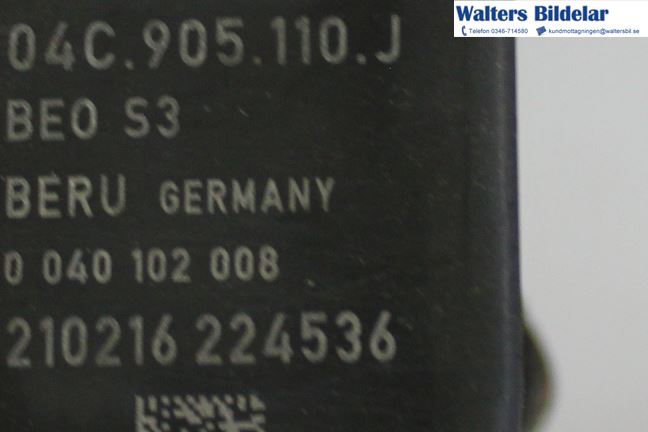 Walters Bildelar
Telefon 0346-714580 kundmottagningen@waltersbil.se
04C.905.110.J
BEO S3
BERU GERMANY
0 040 102 008
210216 224536